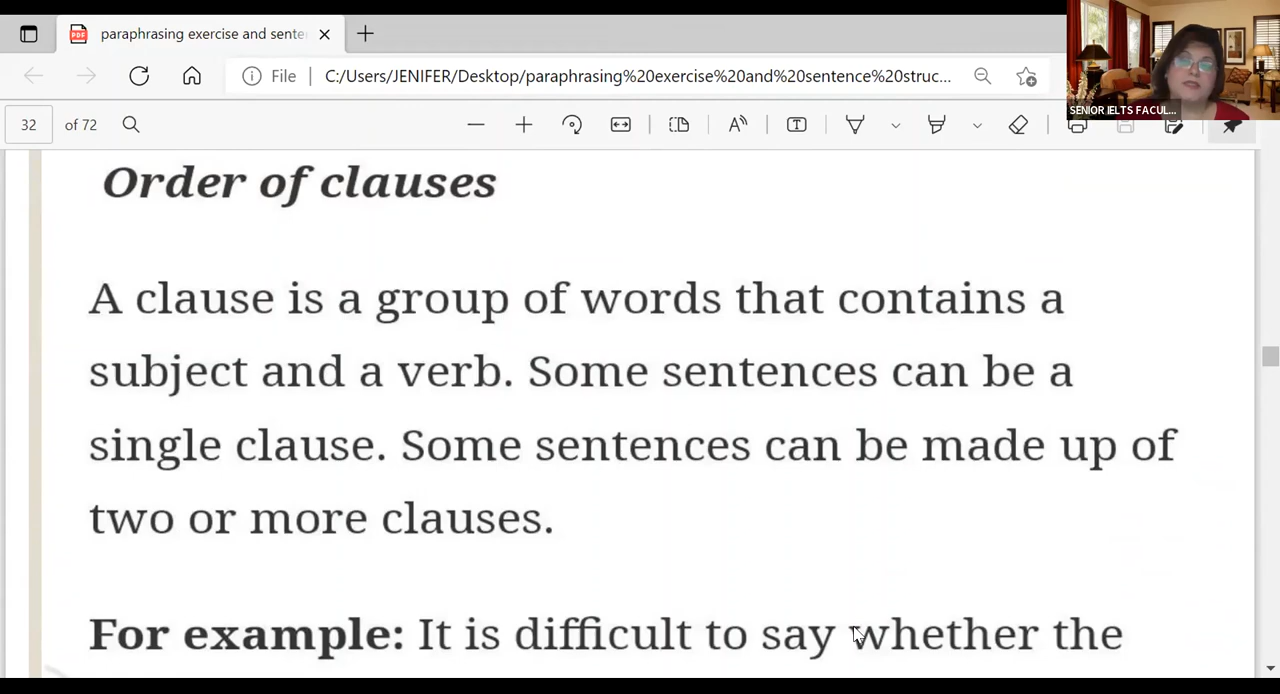 paraphrasing exercise and sente
File
C:/Users/JENIFER/Desktop/paraphrasing%20exercise%20and%20sentence%20struc...
SENIOR IELTS FACUL...
32 of 72
Order of clauses
A clause is a group of words that contains a
subject and a verb. Some sentences can be a
single clause. Some sentences can be made up of
two or more clauses.
For example: It is difficult to say whether the